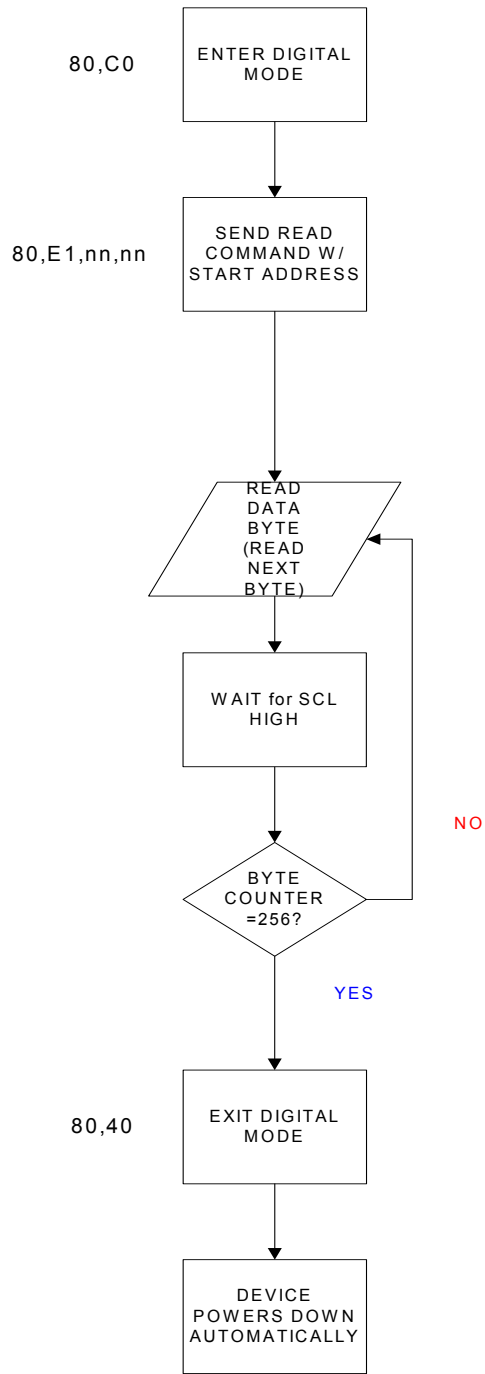 80,C0
ENTER DIGITAL
MODE
80,E1,nn,nn
SEND READ
COMMAND W/
START ADDRESS
READ
DATA
BYTE
(READ
NEXT
BYTE)
WAIT for SCL
HIGH
NO
BYTE
COUNTER
=256?
YES
80,40
EXIT DIGITAL
MODE
DEVICE
POWERS DOWN
AUTOMATICALLY